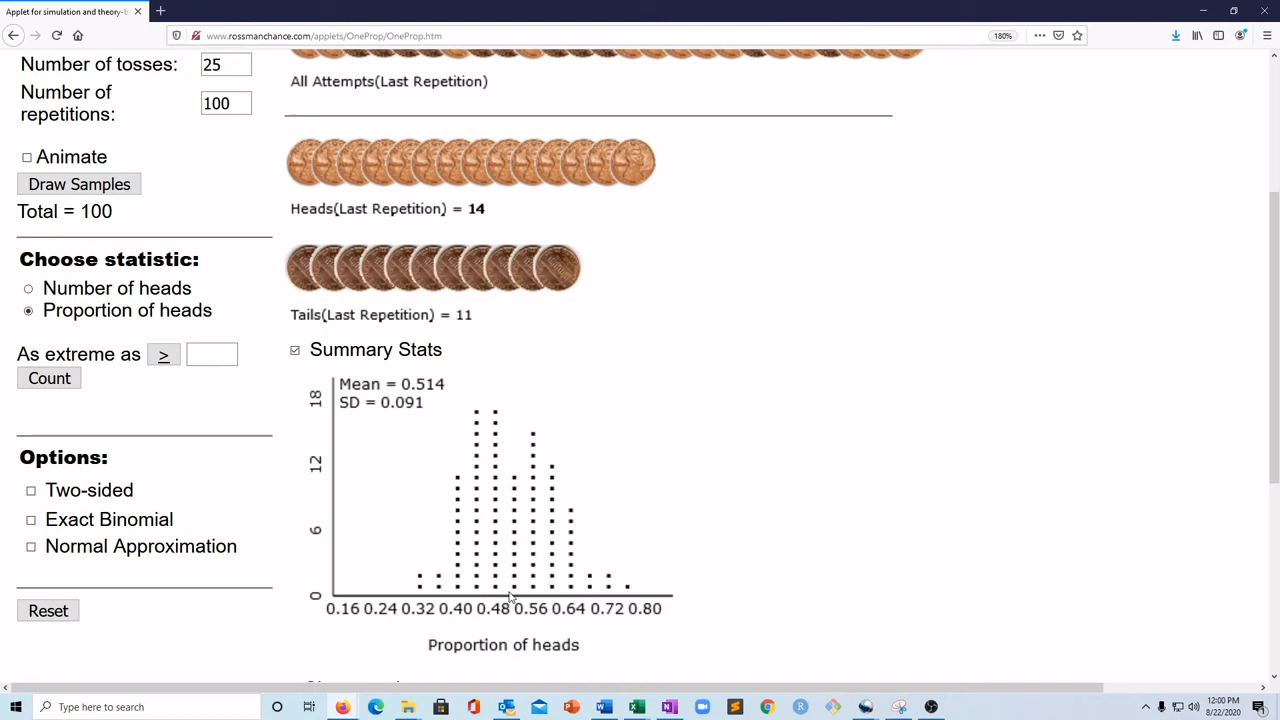 Applet for simulation and theory-b
www.rossmanchance.com/applets/OneProp/OneProp.htm
180%
Number of tosses: 25
Number of repetitions: 100
Animate
Draw Samples
Total = 100
Choose statistic:
Number of heads
Proportion of heads
As extreme as ≥
Count
Options:
Two-sided
Exact Binomial
Normal Approximation
Reset
All Attempts(Last Repetition)
Heads(Last Repetition) = 14
Tails(Last Repetition) = 11
Summary Stats
Mean = 0.514
SD = 0.091
18
12
6
0
0.16 0.24 0.32 0.40 0.48 0.56 0.64 0.72 0.80
Proportion of heads
Type here to search
12:00 PM
8/22/2020